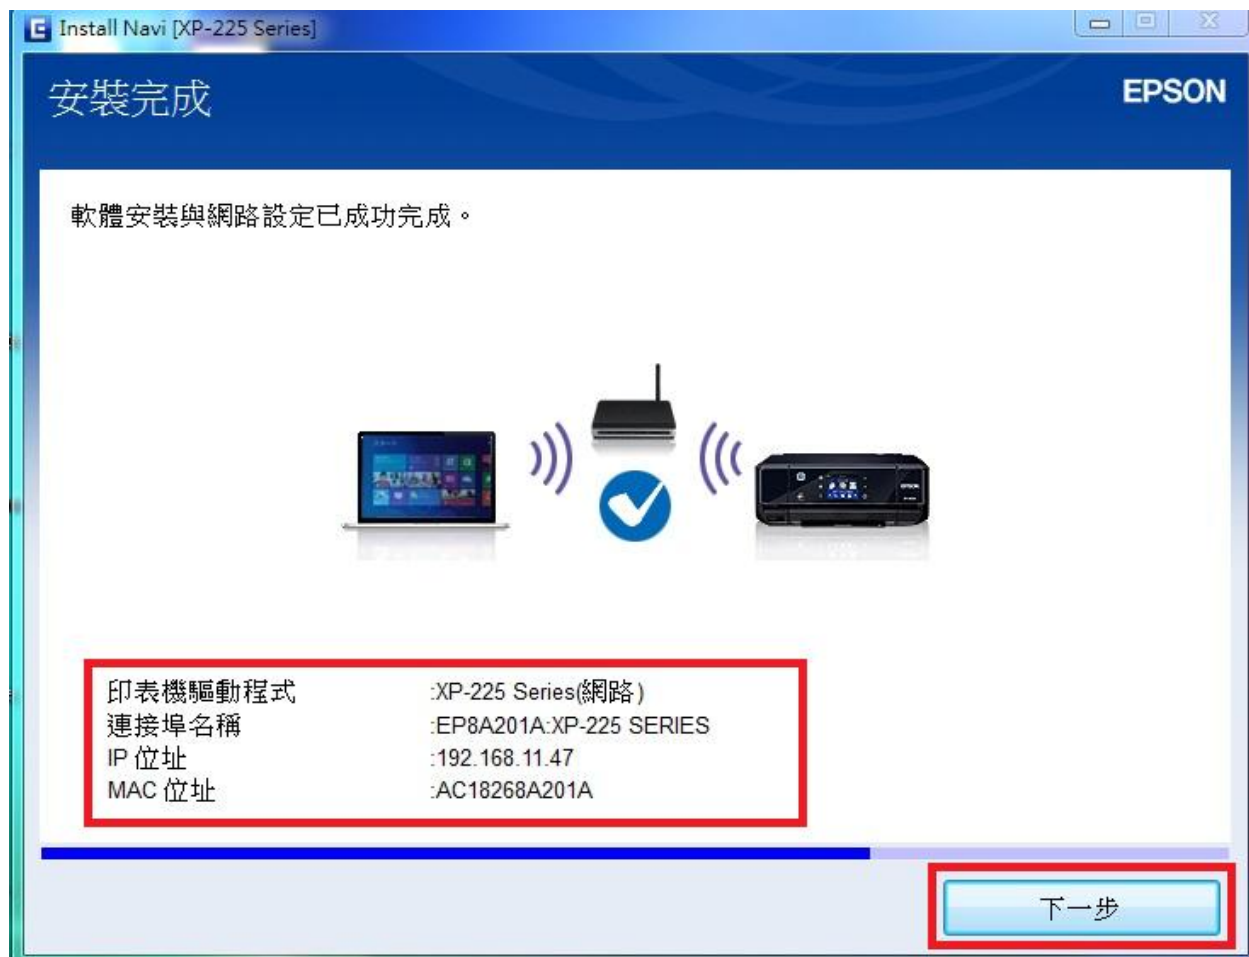 Install Navi [XP-225 Series]
安裝完成
EPSON
軟體安裝與網路設定已成功完成。
印表機驅動程式 :XP-225 Series(網路)
連接埠名稱 :EP8A201A:XP-225 SERIES
IP 位址 :192.168.11.47
MAC 位址 :AC18268A201A
下一步